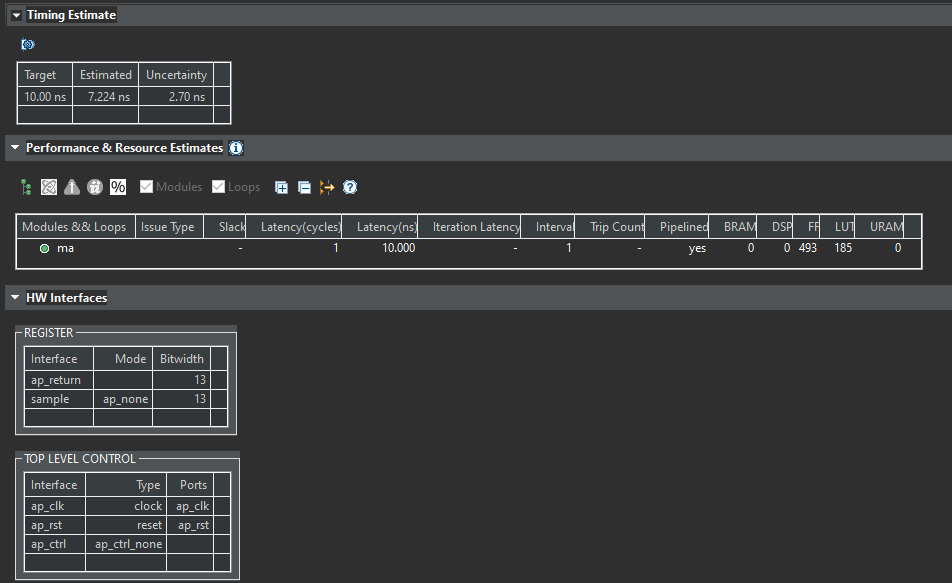 Timing Estimate
Target Estimated Uncertainty
10.00 ns 7.224 ns 2.70 ns
Performance & Resource Estimates
% Modules Loops
Modules && Loops Issue Type Slack Latency(cycles) Latency(ns) Iteration Latency Interval Trip Count Pipelined BRAM DSP FF LUT URAM
ma - 1 10.000 - 1 - yes 0 0 493 185 0
HW Interfaces
REGISTER
Interface Mode Bitwidth
ap_return 13
sample ap_none 13
TOP LEVEL CONTROL
Interface Type Ports
ap_clk clock ap_clk
ap_rst reset ap_rst
ap_ctrl ap_ctrl_none